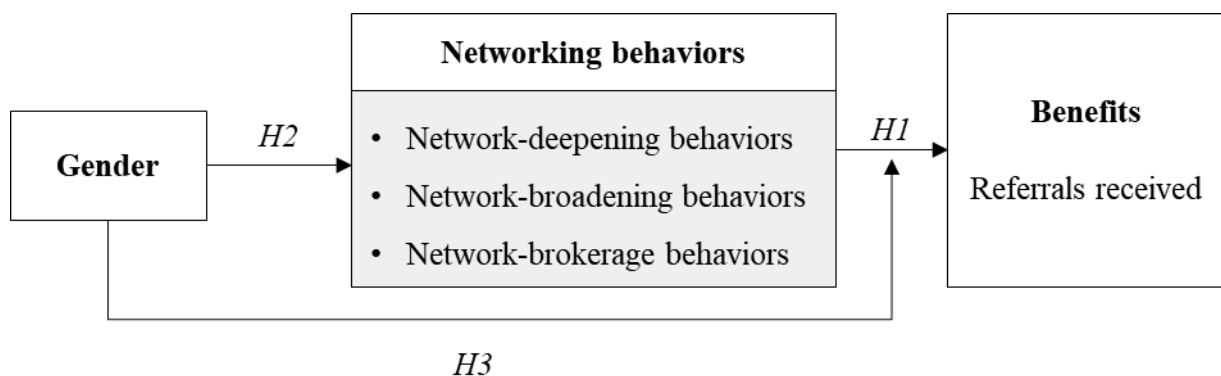 Gender
H2
Networking behaviors
• Network-deepening behaviors
• Network-broadening behaviors
• Network-brokerage behaviors
H1
Benefits
Referrals received
H3